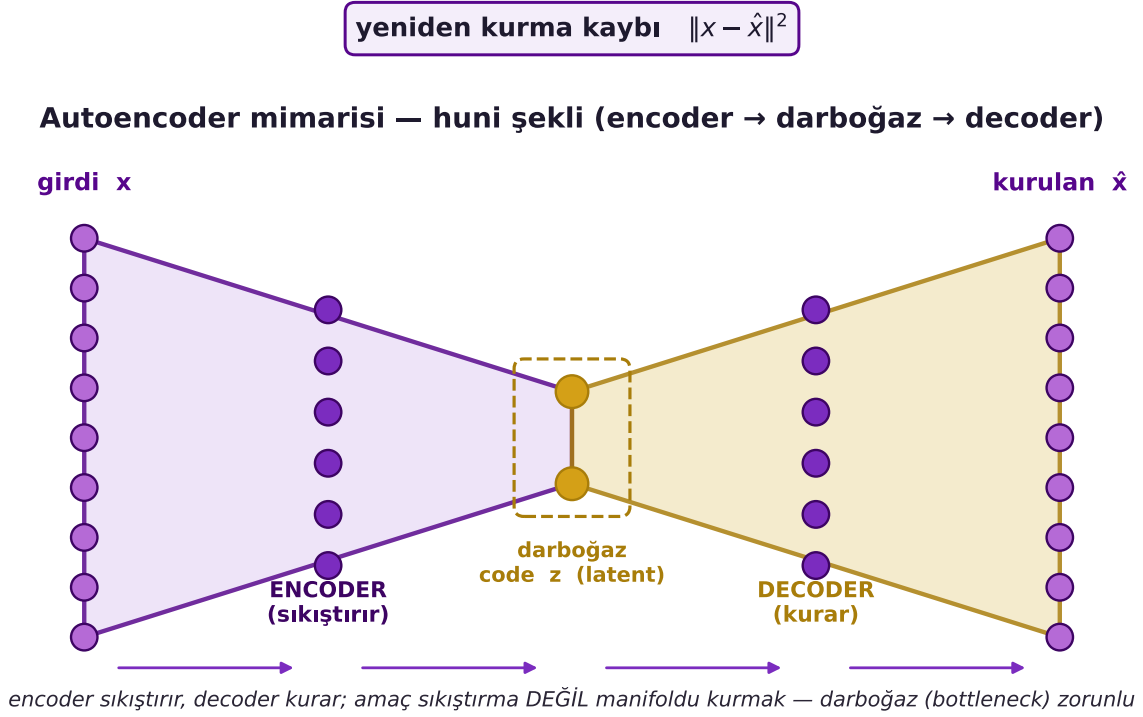 yeniden kurma kaybı ‖x − x̂‖²
Autoencoder mimarisi — huni şekli (encoder → darboğaz → decoder)
girdi x
kurulan x̂
darboğaz
code z (latent)
ENCODER
(sıkıştırır)
DECODER
(kurar)
encoder sıkıştırır, decoder kurar; amaç sıkıştırma DEĞİL manifoldu kurmak — darboğaz (bottleneck) zorunlu